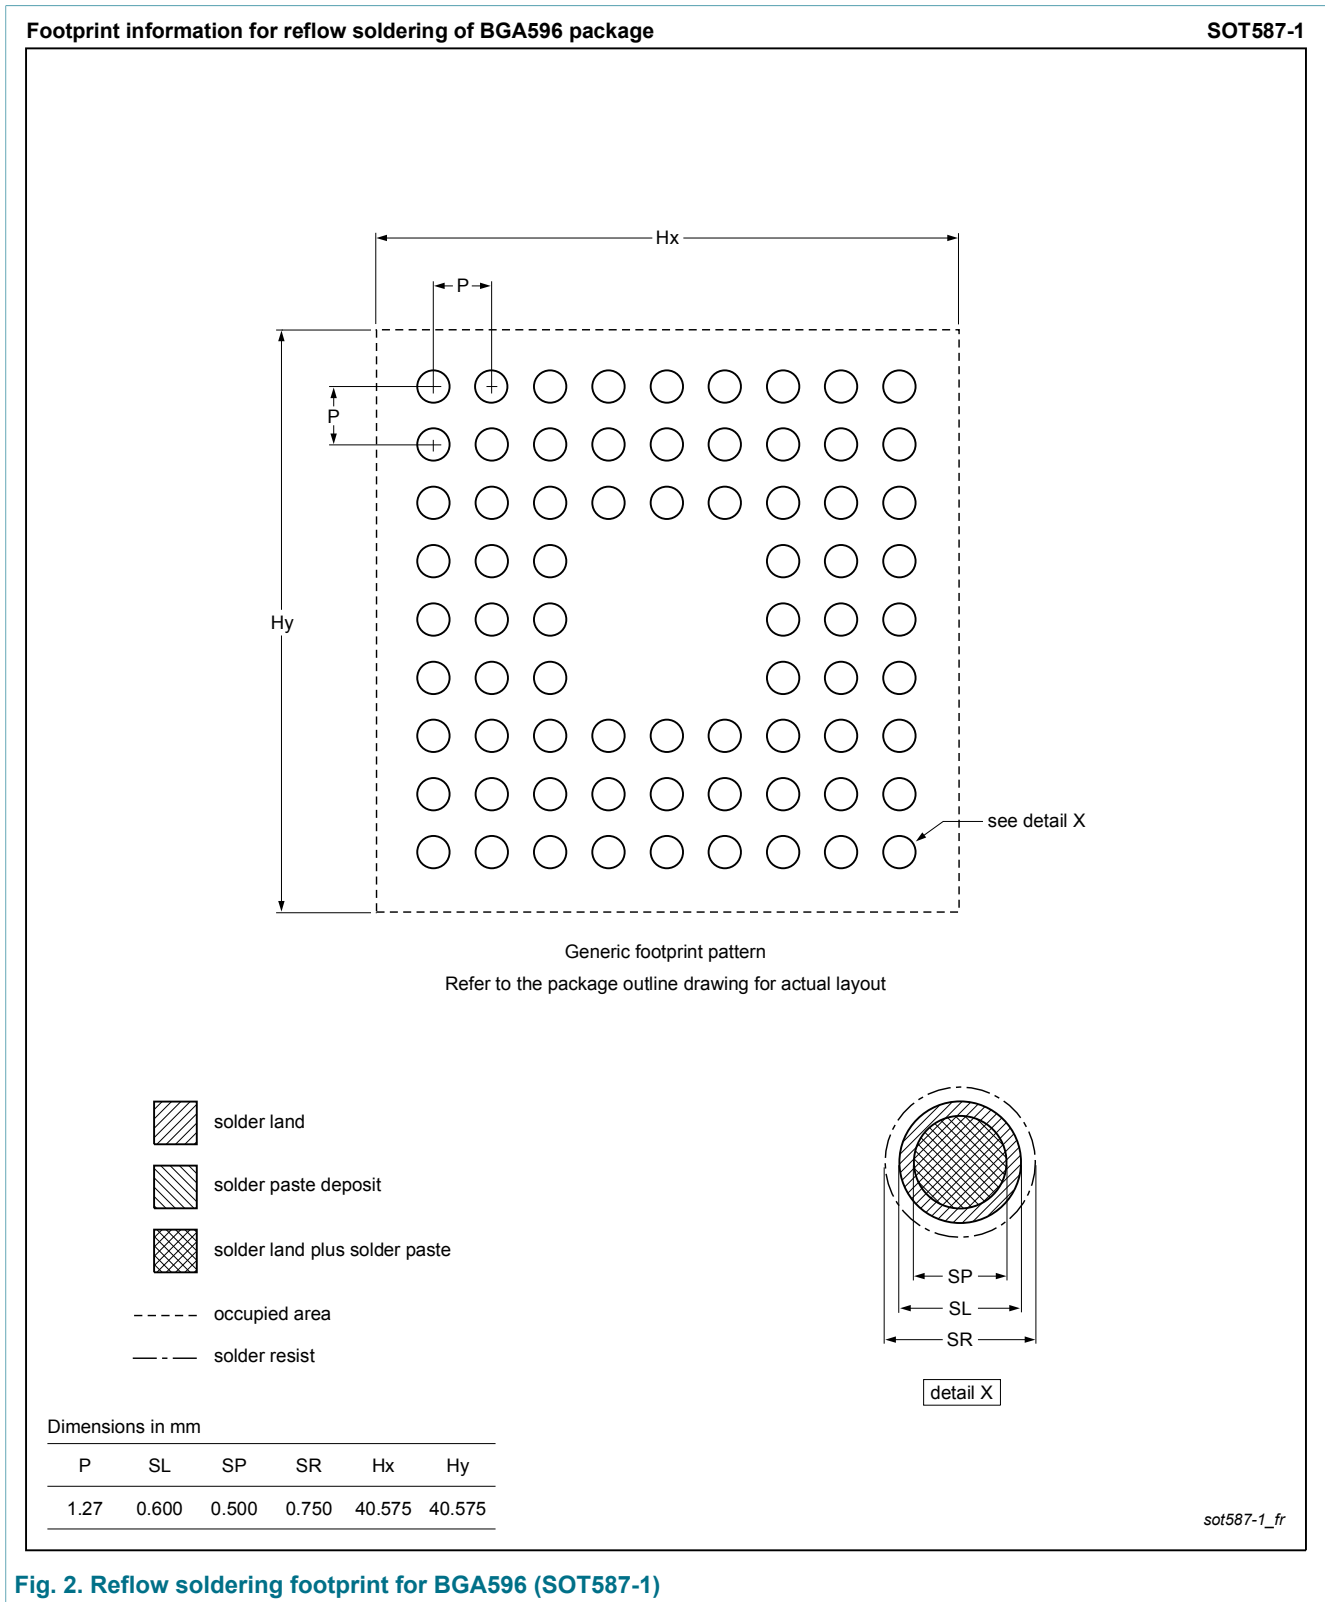 Footprint information for reflow soldering of BGA596 package SOT587-1
Hx
P
P
Hy
see detail X
Generic footprint pattern
Refer to the package outline drawing for actual layout
solder land
solder paste deposit
solder land plus solder paste
occupied area
solder resist
SP
SL
SR
detail X
Dimensions in mm
P SL SP SR Hx Hy
1.27 0.600 0.500 0.750 40.575 40.575
sot587-1_fr
Fig. 2. Reflow soldering footprint for BGA596 (SOT587-1)